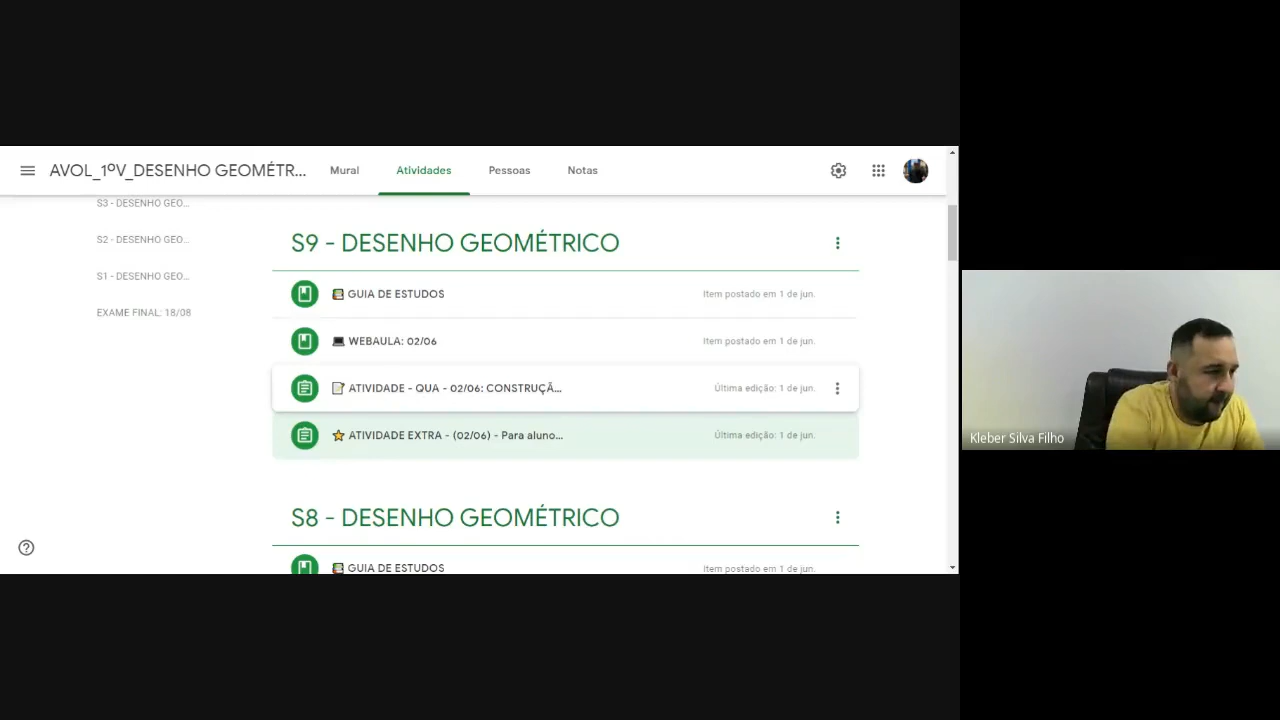 AVOL_1ºV_DESENHO GEOMÉTR...
Mural
Atividades
Pessoas
Notas
S3 - DESENHO GEO...
S2 - DESENHO GEO...
S1 - DESENHO GEO...
EXAME FINAL: 18/08
S9 - DESENHO GEOMÉTRICO
GUIA DE ESTUDOS
Item postado em 1 de jun.
WEBAULA: 02/06
Item postado em 1 de jun.
ATIVIDADE - QUA - 02/06: CONSTRUÇÃ...
Última edição: 1 de jun.
ATIVIDADE EXTRA - (02/06) - Para aluno...
Última edição: 1 de jun.
S8 - DESENHO GEOMÉTRICO
GUIA DE ESTUDOS
Item postado em 1 de jun.
Kleber Silva Filho